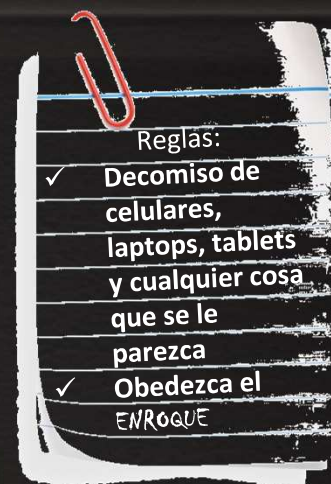 Reglas:
✓ Decomiso de
celulares,
laptops, tablets
y cualquier cosa
que se le
parezca
✓ Obedezca el
ENROQUE